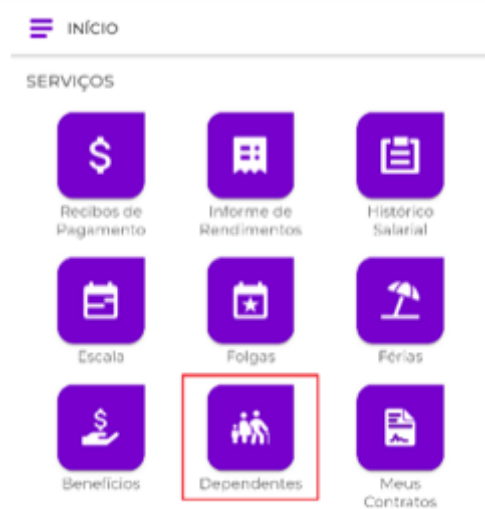 INÍCIO
SERVIÇOS
Recibos de
Pagamento
Informe de
Rendimentos
Histórico
Salarial
Escala
Folgas
Férias
Benefícios
Dependentes
Meus
Contratos